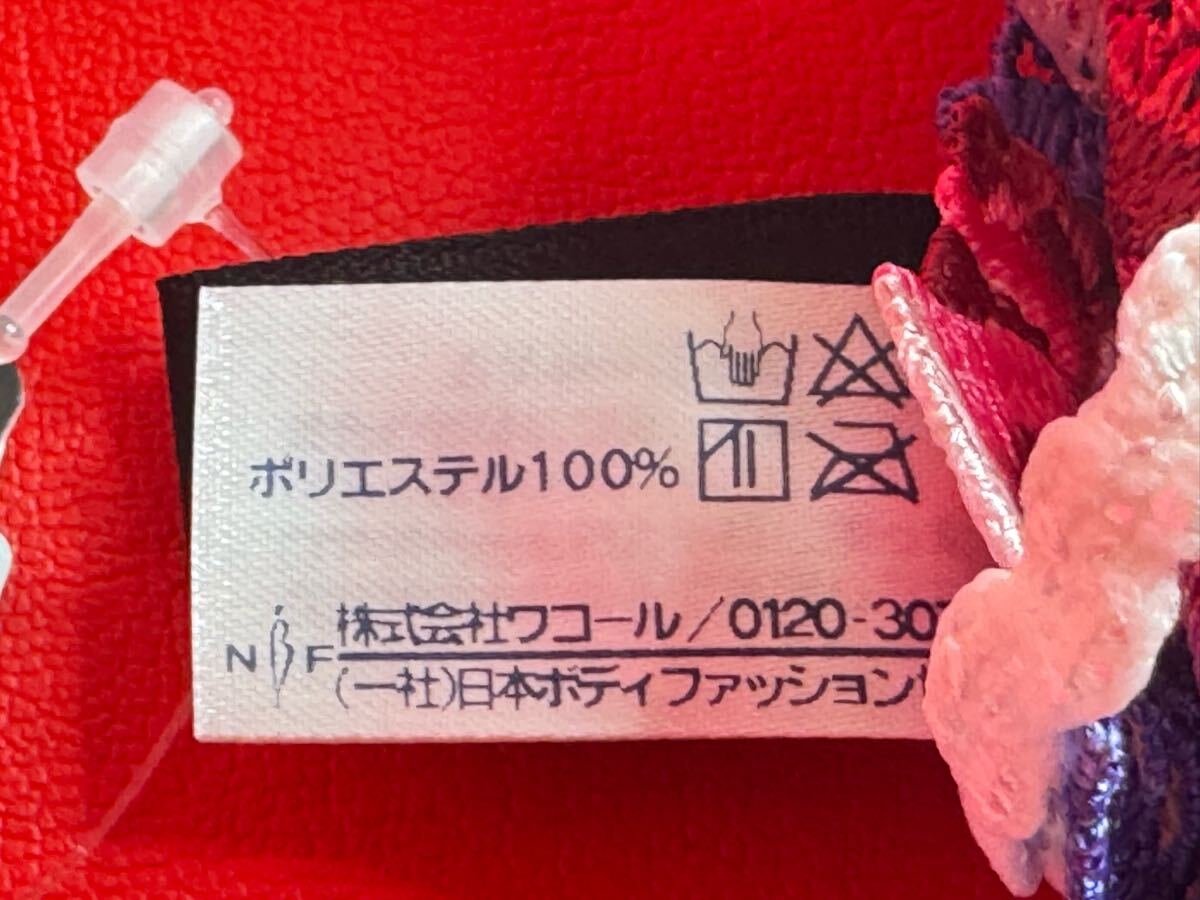 ポリエステル100%
NBF
株式会社ワコール/0120-307
(一社)日本ボディファッション